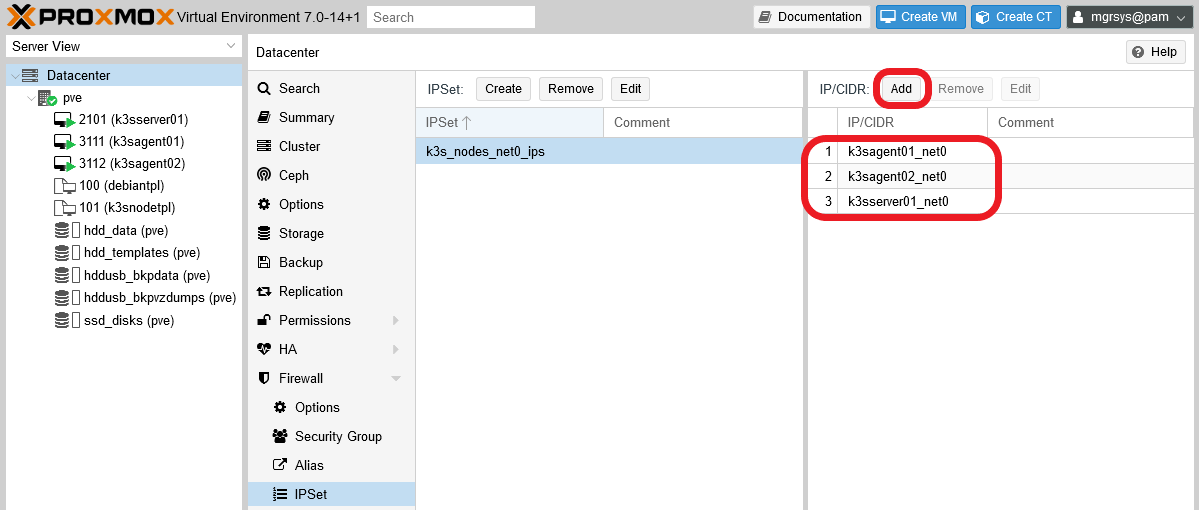 PROXMOX Virtual Environment 7.0-14+1 Search Documentation Create VM Create CT mgrsys@pam
Server View
Datacenter
pve
2101 (k3sserver01)
3111 (k3sagent01)
3112 (k3sagent02)
100 (debiantpl)
101 (k3snodetpl)
hdd_data (pve)
hdd_templates (pve)
hddusb_bkpdata (pve)
hddusb_bkpvzdumps (pve)
ssd_disks (pve)
Datacenter Help
Search
Summary
Cluster
Ceph
Options
Storage
Backup
Replication
Permissions
HA
Firewall
Options
Security Group
Alias
IPSet
IPSet: Create Remove Edit
IPSet Comment
k3s_nodes_net0_ips
IP/CIDR: Add Remove Edit
IP/CIDR Comment
1 k3sagent01_net0
2 k3sagent02_net0
3 k3sserver01_net0